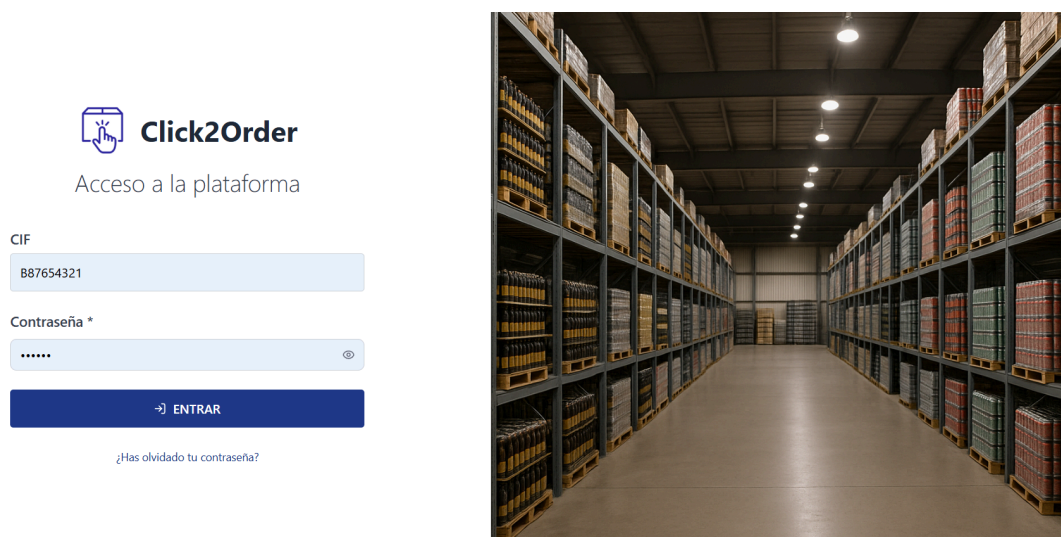 Click2Order
Acceso a la plataforma
CIF
B87654321
Contraseña *
••••••
ENTRAR
¿Has olvidado tu contraseña?